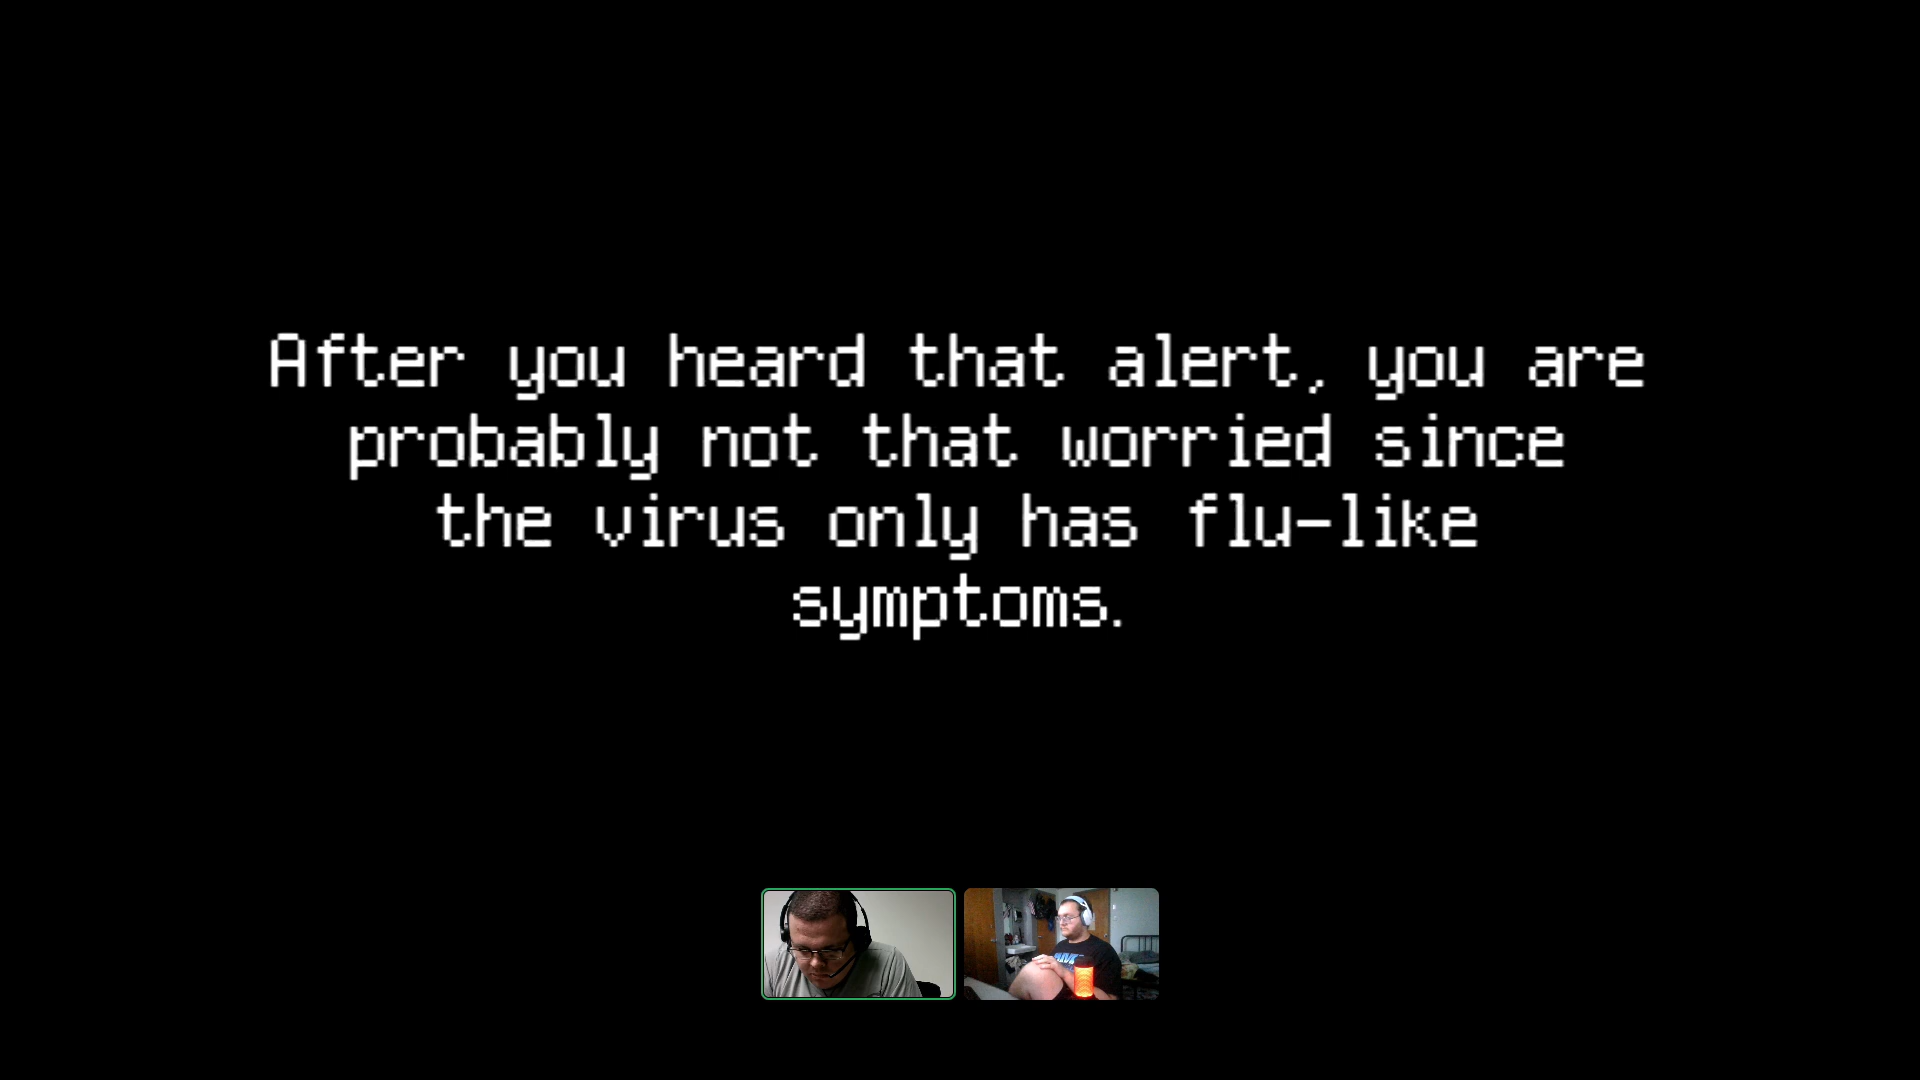 After you heard that alert, you are
probably not that worried since
the virus only has flu-like
symptoms.